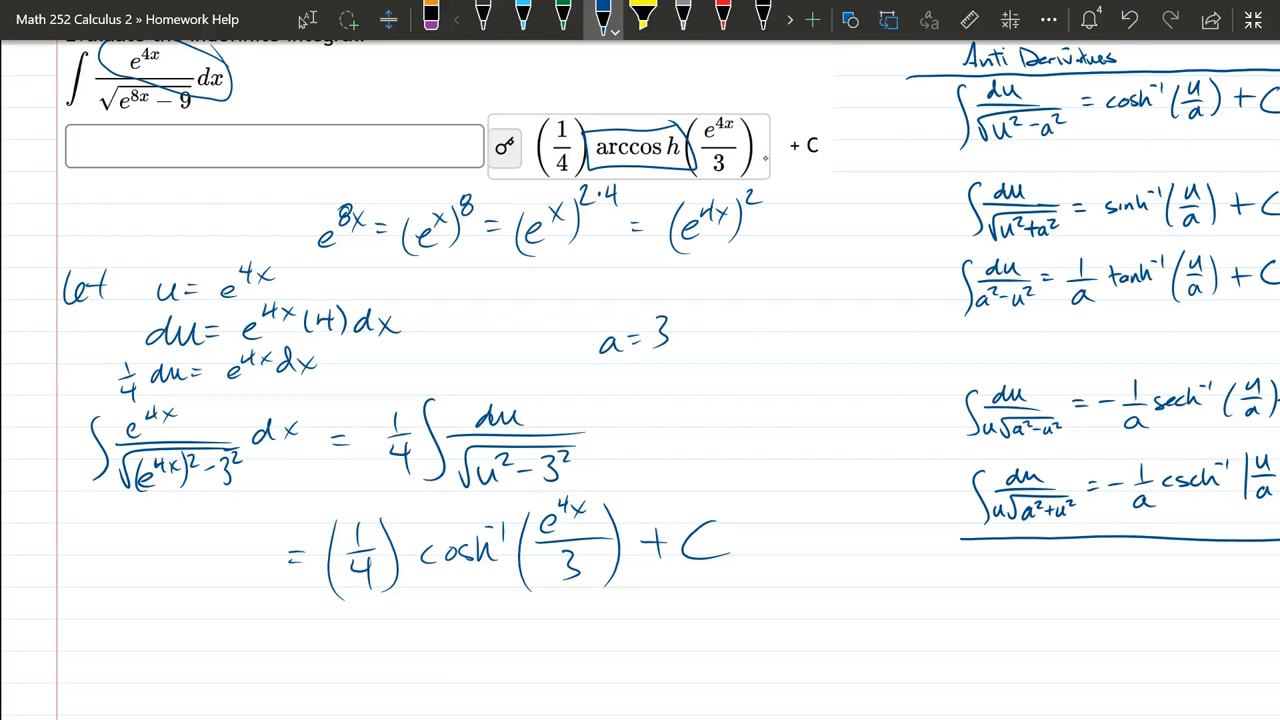 Math 252 Calculus 2 » Homework Help
4
∫ e^{4x} / √(e^{8x} − 9) dx
(1/4) arccos h (e^{4x}/3) + C
e^{8x} = (e^x)^8 = (e^x)^{2·4} = (e^{4x})^2
Let u = e^{4x}
du = e^{4x}(4)dx
a = 3
1/4 du = e^{4x}dx
∫ e^{4x} / √((e^{4x})^2 − 3^2) dx = 1/4 ∫ du / √(u^2 − 3^2)
= (1/4) cosh^{-1}(e^{4x}/3) + C
Anti Derivatives
∫ du / √(u^2 − a^2) = cosh^{-1}(u/a) + C
∫ du / √(u^2 + a^2) = sinh^{-1}(u/a) + C
∫ du / a^2 − u^2 = 1/a tanh^{-1}(u/a) + C
∫ du / u√(a^2 − u^2) = − 1/a sech^{-1}(u/a)
∫ du / u√(a^2 + u^2) = − 1/a csch^{-1}|u/a